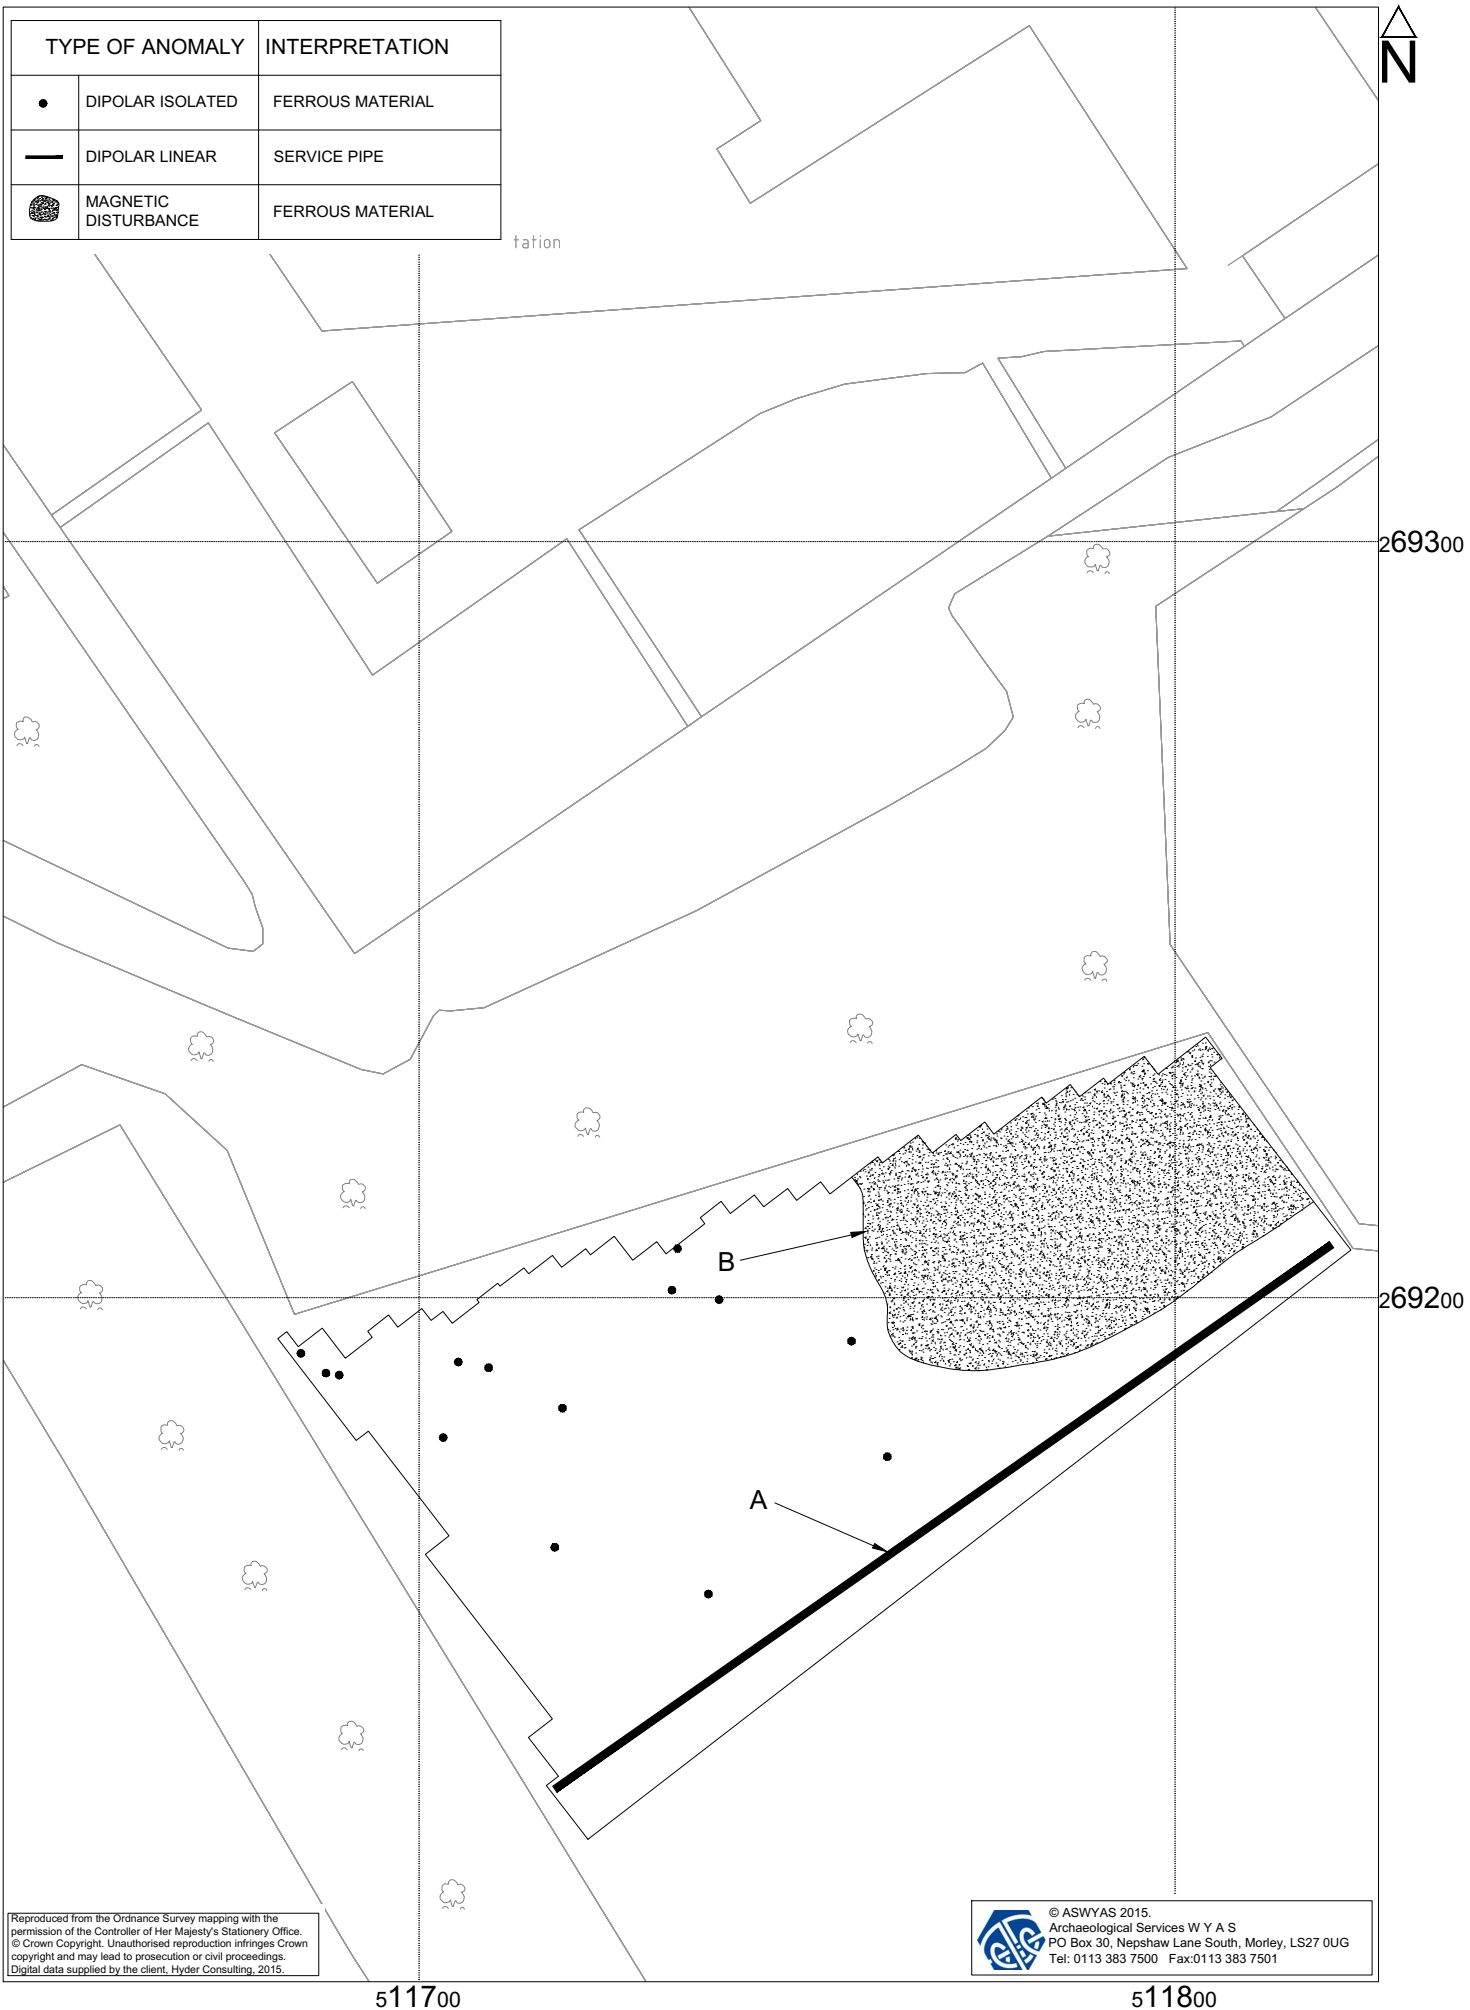 TYPE OF ANOMALY INTERPRETATION
DIPOLAR ISOLATED FERROUS MATERIAL
DIPOLAR LINEAR SERVICE PIPE
MAGNETIC
DISTURBANCE
FERROUS MATERIAL
N
tation
269300
B
269200
A
Reproduced from the Ordnance Survey mapping with the
permission of the Controller of Her Majesty's Stationery Office.
© Crown Copyright. Unauthorised reproduction infringes Crown
copyright and may lead to prosecution or civil proceedings.
Digital data supplied by the client, Hyder Consulting, 2015.
© ASWYAS 2015.
Archaeological Services W Y A S
PO Box 30, Nepshaw Lane South, Morley, LS27 0UG
Tel: 0113 383 7500 Fax:0113 383 7501
511700
511800